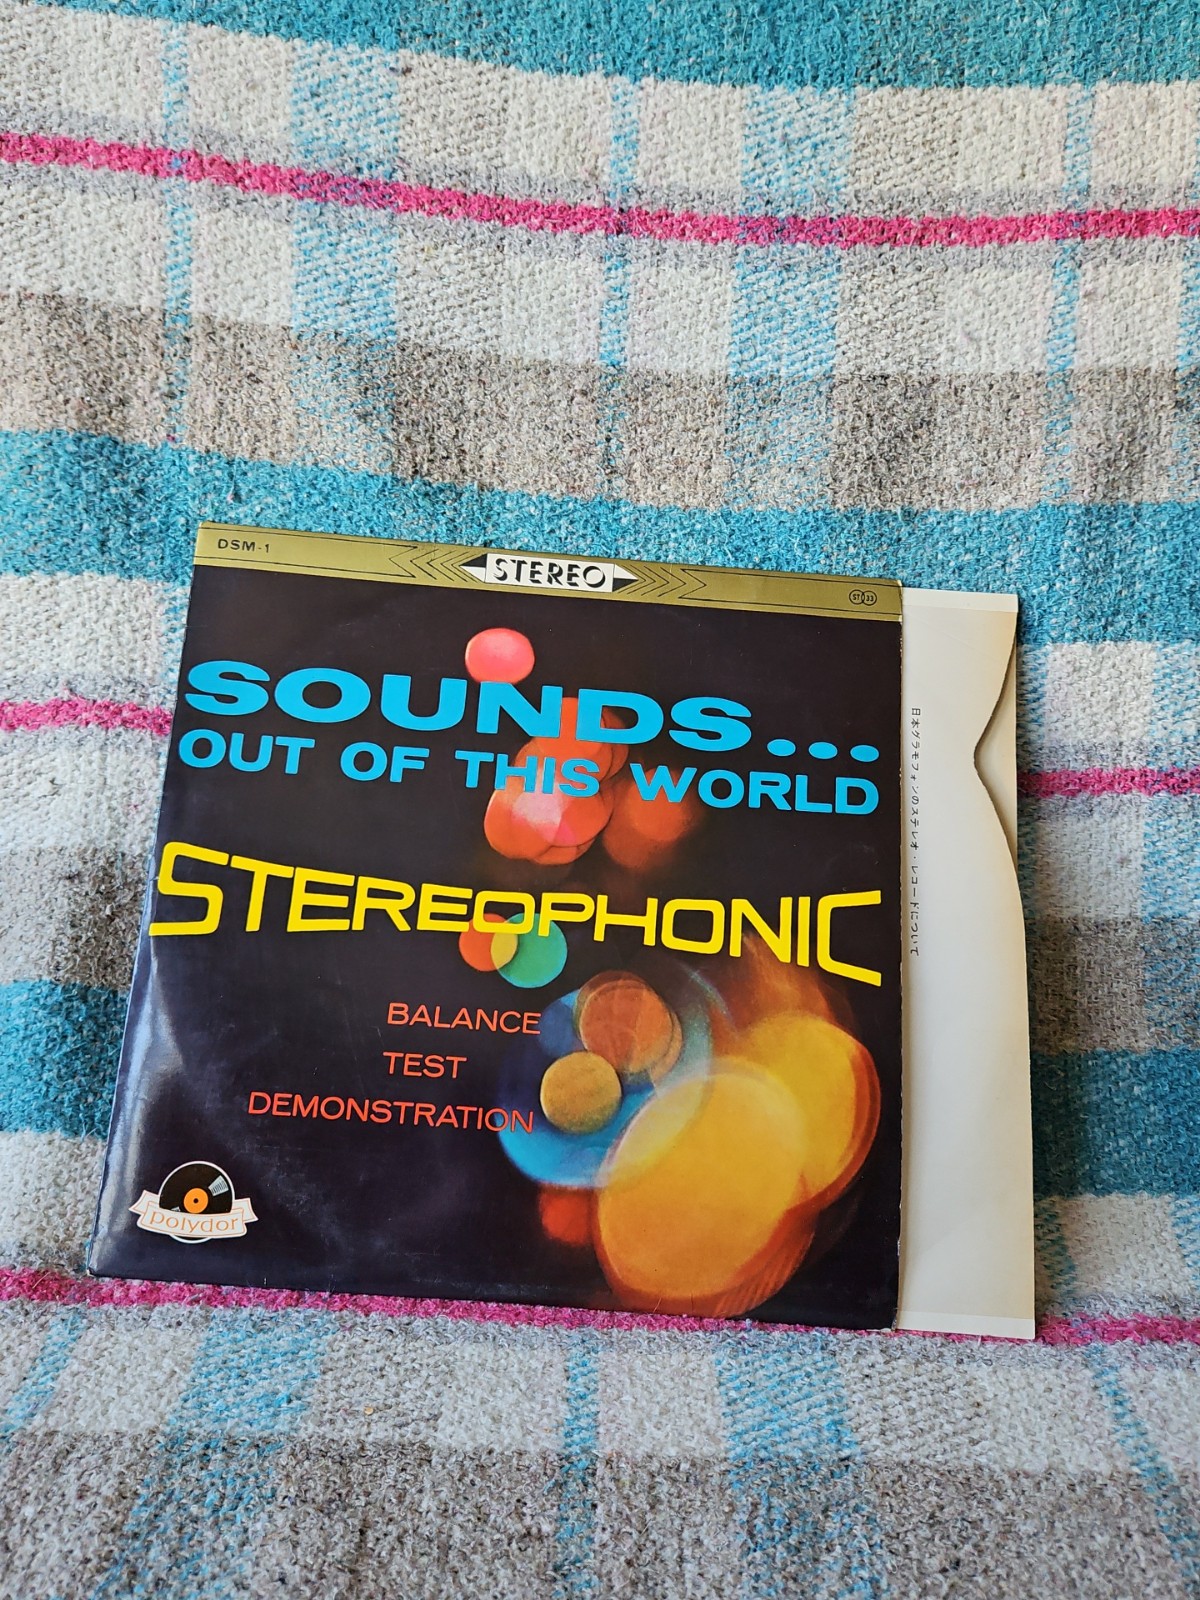 DSM-1
STEREO
ST 33
SOUNDS...
OUT OF THIS WORLD
STEREOPHONIC
BALANCE
TEST
DEMONSTRATION
polydor
日本グラモフォンのステレオ・レコードについて